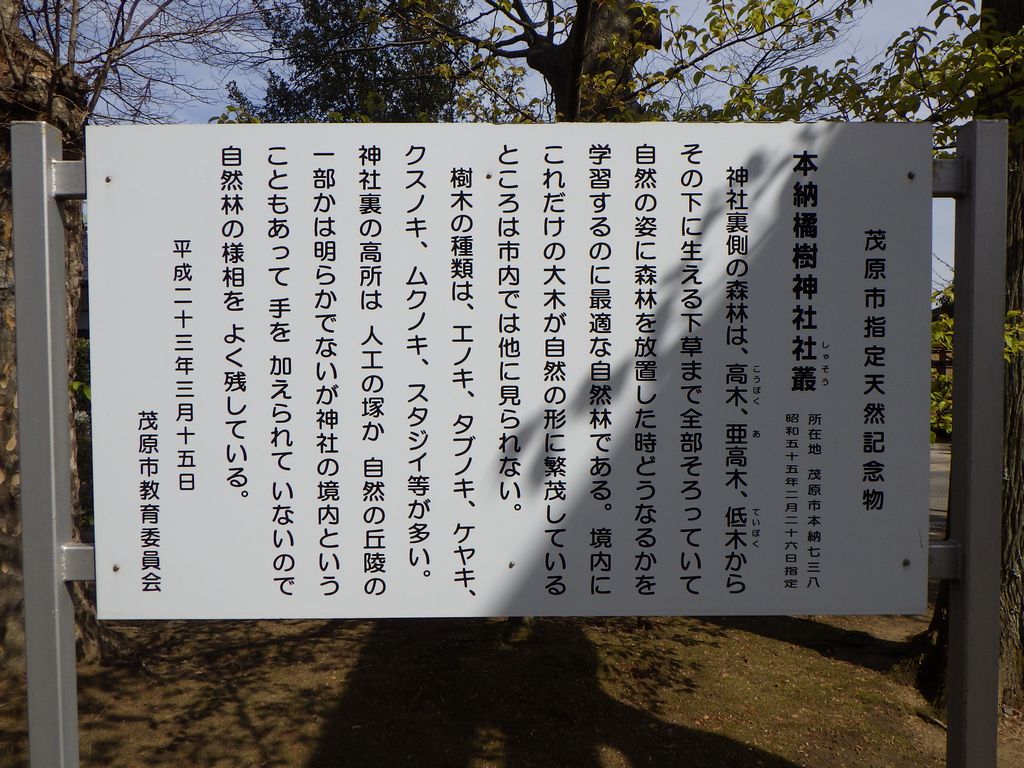 茂原市指定天然記念物
本納橘樹神社社叢
しゃそう
所在地 茂原市本納七三八
昭和五十五年二月二十六日指定
神社裏側の森林は、高木、亜高木、低木から
こうぼく あ ていぼく
その下に生える下草まで全部そろっていて
自然の姿に森林を放置した時どうなるかを
学習するのに最適な自然林である。境内に
これだけの大木が自然の形に繁茂している
ところは市内では他に見られない。
樹木の種類は、エノキ、タブノキ、ケヤキ、
クスノキ、ムクノキ、スタジイ等が多い。
神社裏の高所は 人工の塚か 自然の丘陵の
一部かは明らかでないが神社の境内という
こともあって 手を 加えられて いないので
自然林の様相を よく残している。
平成二十三年三月十五日
茂原市教育委員会